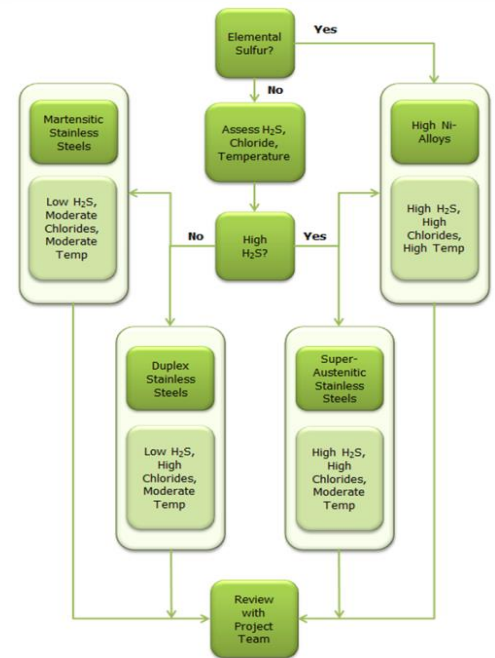 Elemental
Sulfur?
Yes
No
Martensitic
Stainless
Steels
Low H₂S,
Moderate
Chlorides,
Moderate
Temp
Assess H₂S,
Chloride,
Temperature
High Ni-
Alloys
High H₂S,
High
Chlorides,
High Temp
No
High
H₂S?
Yes
Duplex
Stainless
Steels
Low H₂S,
High
Chlorides,
Moderate
Temp
Super-
Austenitic
Stainless
Steels
High H₂S,
High
Chlorides,
Moderate
Temp
Review
with
Project
Team